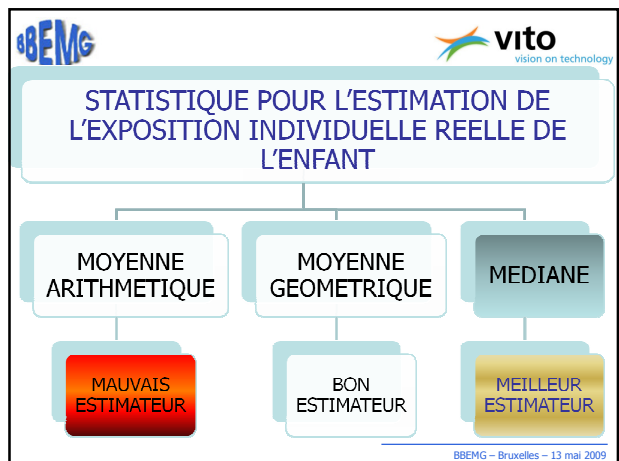 BBEMG
vito
vision on technology
STATISTIQUE POUR L'ESTIMATION DE
L'EXPOSITION INDIVIDUELLE REELLE DE
L'ENFANT
MOYENNE
ARITHMETIQUE
MOYENNE
GEOMETRIQUE
MEDIANE
MAUVAIS
ESTIMATEUR
BON
ESTIMATEUR
MEILLEUR
ESTIMATEUR
BBEMG – Bruxelles – 13 mai 2009